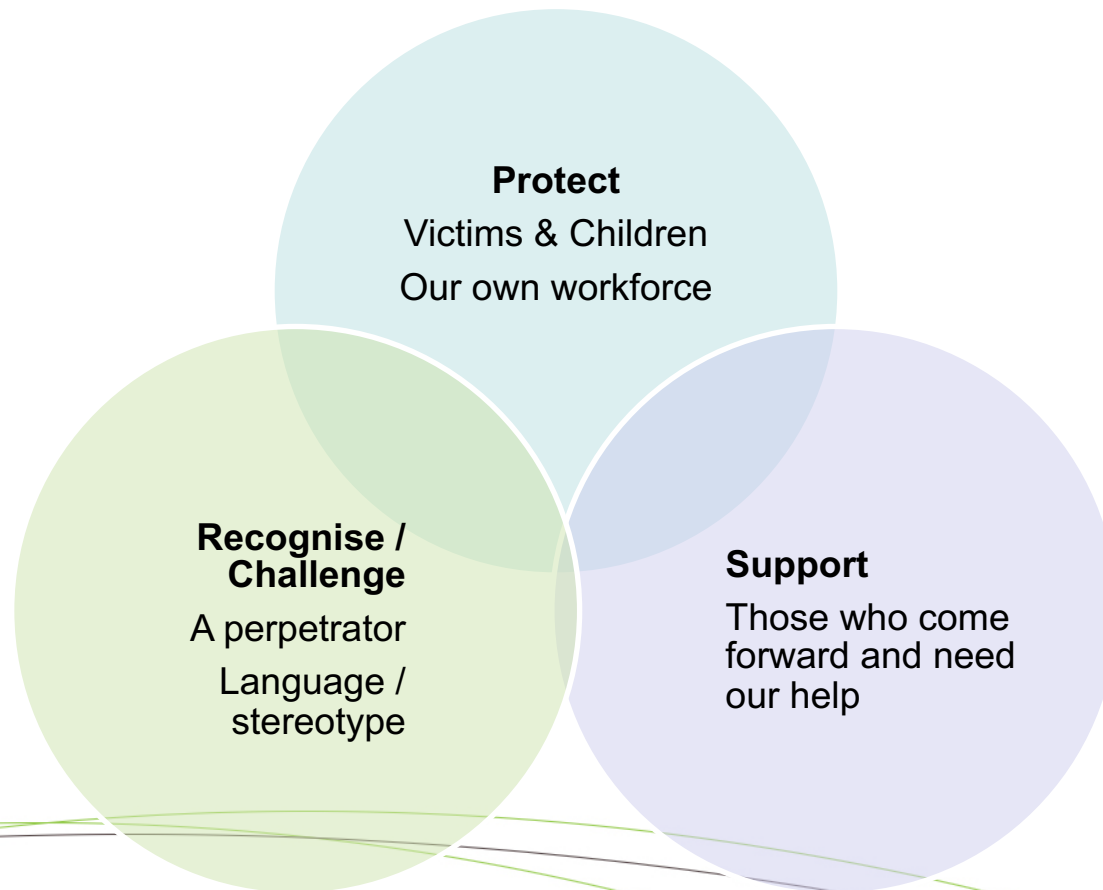 Protect
Victims & Children
Our own workforce
Recognise /
Challenge
A perpetrator
Language /
stereotype
Support
Those who come
forward and need
our help